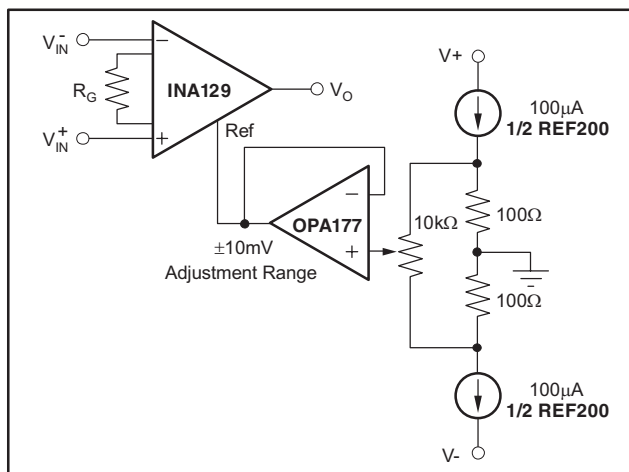 V⁻IN
RG
V⁺IN
−
+
INA129
VO
Ref
−
+
OPA177
±10mV
Adjustment Range
10kΩ
V+
100μA
1/2 REF200
100Ω
100Ω
100μA
1/2 REF200
V-